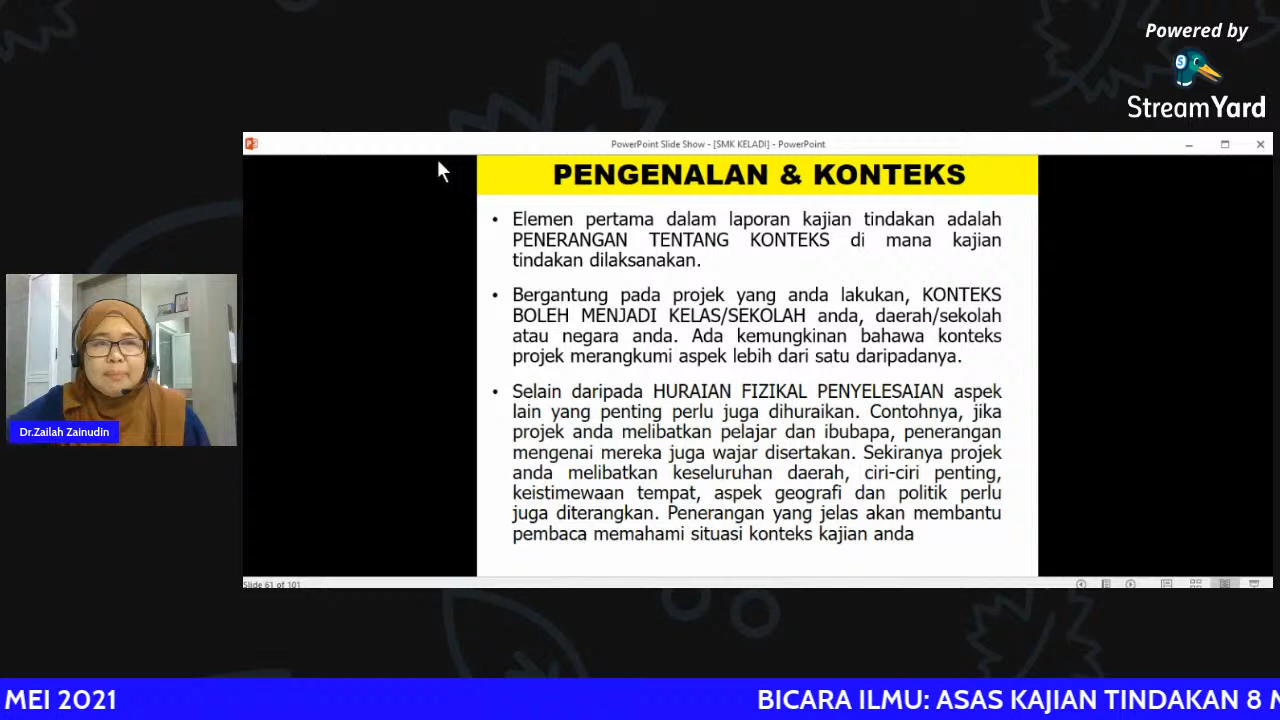 Powered by
StreamYard
PowerPoint Slide Show - [SMK KELADI] - PowerPoint
PENGENALAN & KONTEKS
• Elemen pertama dalam laporan kajian tindakan adalah
PENERANGAN TENTANG KONTEKS di mana kajian
tindakan dilaksanakan.
• Bergantung pada projek yang anda lakukan, KONTEKS
BOLEH MENJADI KELAS/SEKOLAH anda, daerah/sekolah
atau negara anda. Ada kemungkinan bahawa konteks
projek merangkumi aspek lebih dari satu daripadanya.
• Selain daripada HURAIAN FIZIKAL PENYELESAIAN aspek
lain yang penting perlu juga dihuraikan. Contohnya, jika
projek anda melibatkan pelajar dan ibubapa, penerangan
mengenai mereka juga wajar disertakan. Sekiranya projek
anda melibatkan keseluruhan daerah, ciri-ciri penting,
keistimewaan tempat, aspek geografi dan politik perlu
juga diterangkan. Penerangan yang jelas akan membantu
pembaca memahami situasi konteks kajian anda
Slide 61 of 101
Dr.Zailah Zainudin
MEI 2021
BICARA ILMU: ASAS KAJIAN TINDAKAN 8 M